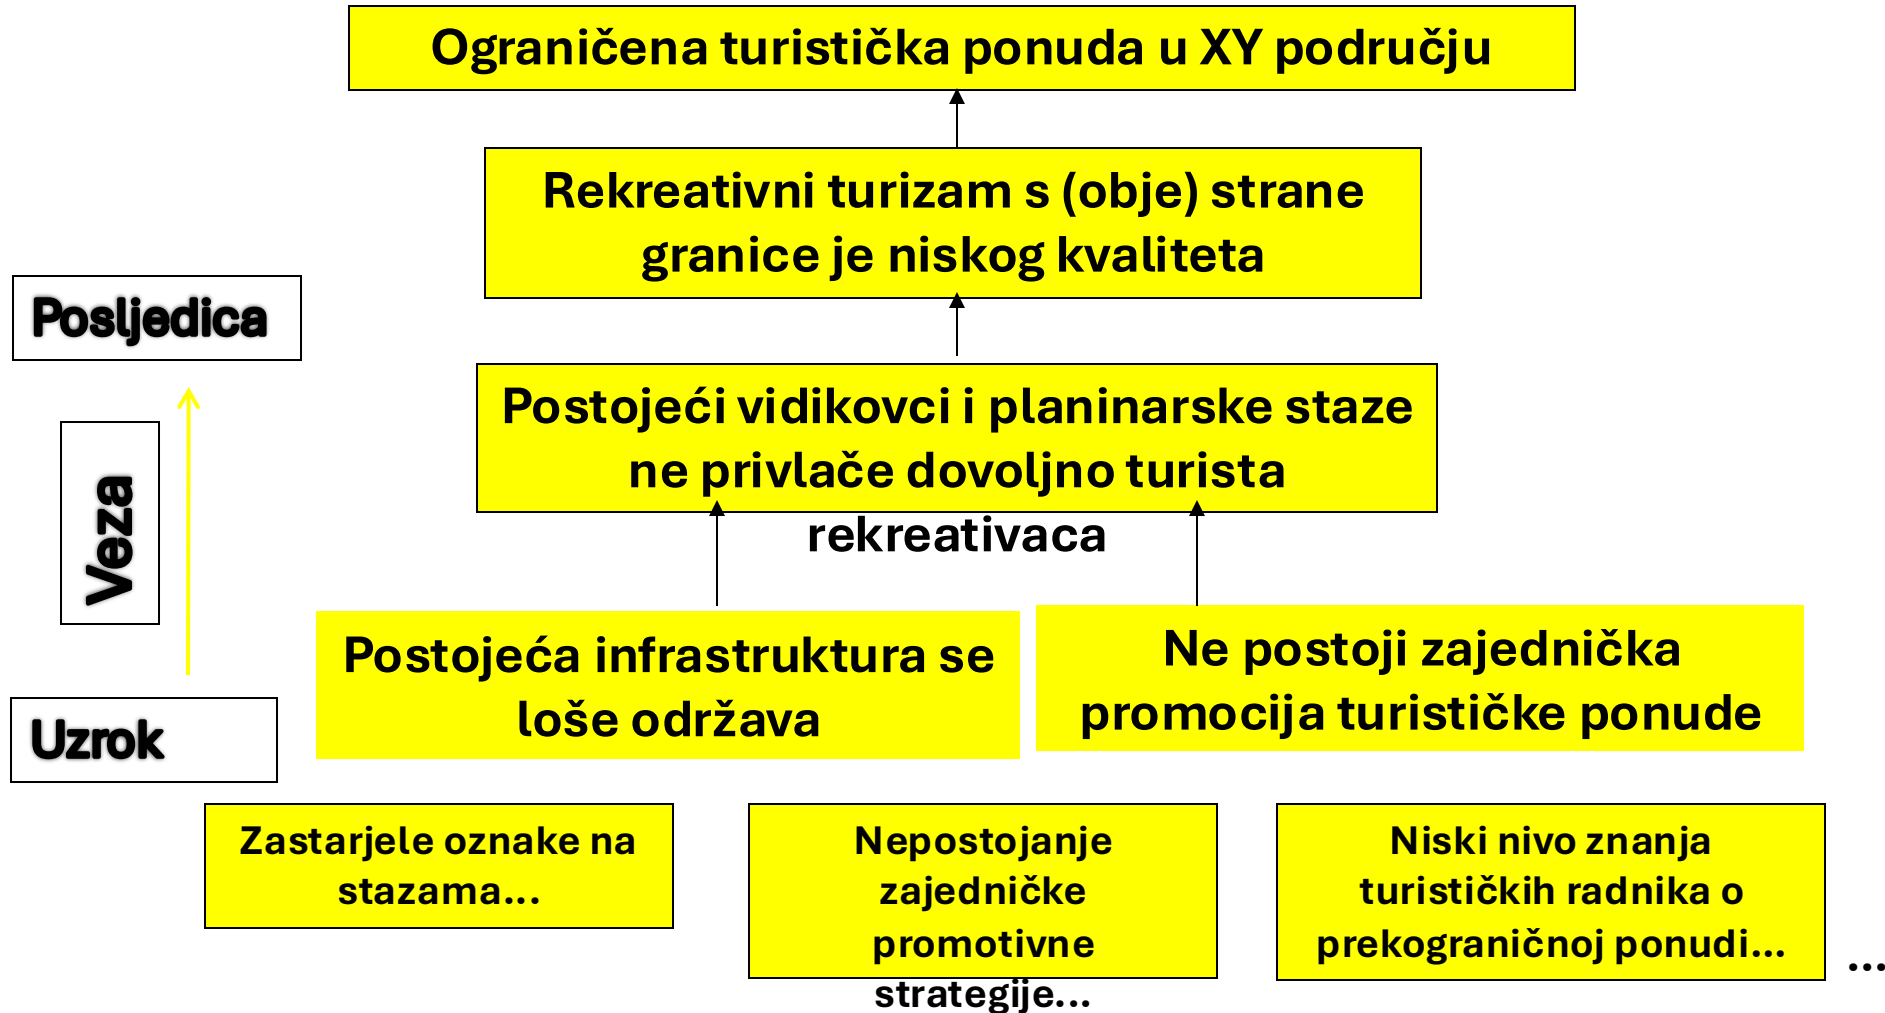 Ograničena turistička ponuda u XY području
Rekreativni turizam s (obje) strane
granice je niskog kvaliteta
Posljedica
Postojeći vidikovci i planinarske staze
ne privlače dovoljno turista
rekreativaca
Veza
Postojeća infrastruktura se
loše održava
Ne postoji zajednička
promocija turističke ponude
Uzrok
Zastarjele oznake na
stazama...
Nepostojanje
zajedničke
promotivne
strategije...
Niski nivo znanja
turističkih radnika o
prekograničnoj ponudi...
...